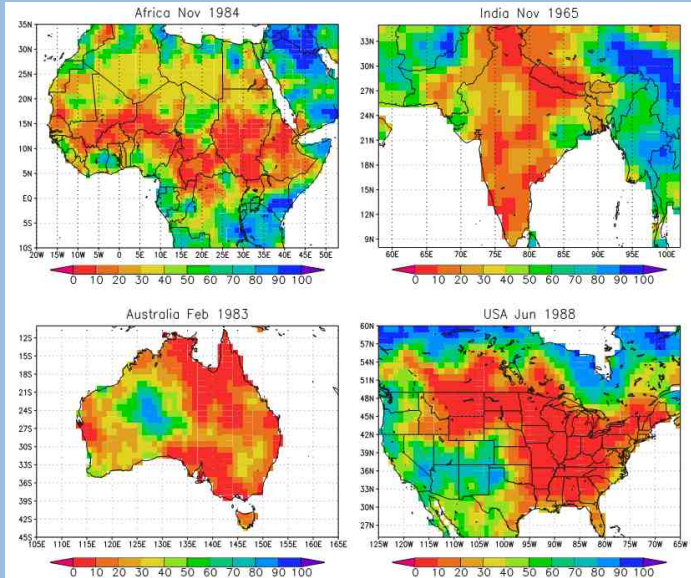 Africa Nov 1984
35N
30N
25N
20N
15N
10N
5N
EQ
5S
10S
20W 15W 10W 5W 0 5E 10E 15E 20E 25E 30E 35E 40E 45E 50E
0 10 20 30 40 50 60 70 80 90 100
India Nov 1965
33N
30N
27N
24N
21N
18N
15N
12N
9N
60E 65E 70E 75E 80E 85E 90E 95E 100E
0 10 20 30 40 50 60 70 80 90 100
Australia Feb 1983
12S
15S
18S
21S
24S
27S
30S
33S
36S
39S
42S
45S
105E 110E 115E 120E 125E 130E 135E 140E 145E 150E 155E 160E 165E
0 10 20 30 40 50 60 70 80 90 100
USA Jun 1988
60N
57N
54N
51N
48N
45N
42N
39N
36N
33N
30N
27N
125W 120W 115W 110W 105W 100W 95W 90W 85W 80W 75W 70W 65W
0 10 20 30 40 50 60 70 80 90 100